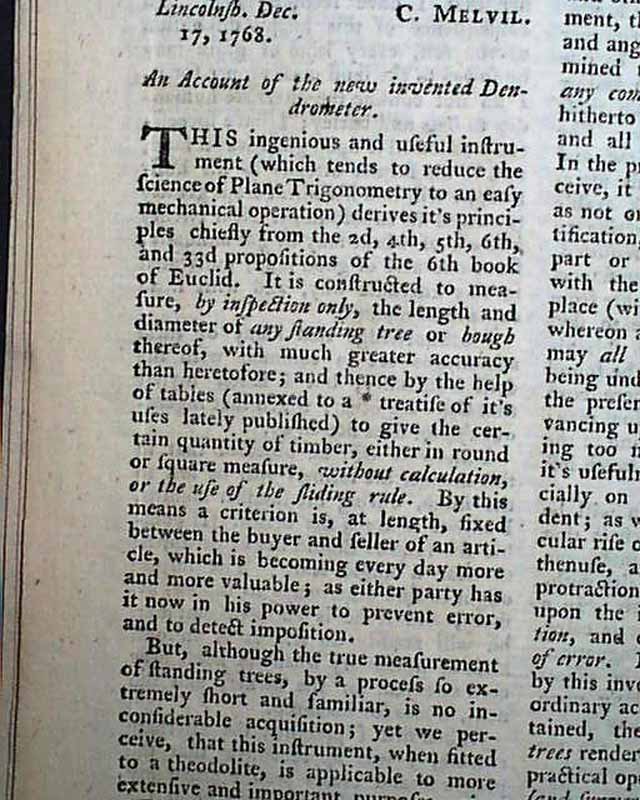 Lincolnſh. Dec.
17, 1768.
C. MELVIL.
An Account of the new invented Den-
drometer.
THIS ingenious and uſeful inſtru-
ment (which tends to reduce the
ſcience of Plane Trigonometry to an eaſy
mechanical operation) derives it's princi-
ples chiefly from the 2d, 4th, 5th, 6th,
and 33d propoſitions of the 6th book
of Euclid. It is conſtructed to mea-
ſure, by inſpection only, the length and
diameter of any ſtanding tree or bough
thereof, with much greater accuracy
than heretofore; and thence by the help
of tables (annexed to a * treatiſe of it's
uſes lately publiſhed) to give the cer-
tain quantity of timber, either in round
or ſquare meaſure, without calculation,
or the uſe of the ſliding rule. By this
means a criterion is, at length, fixed
between the buyer and ſeller of an arti-
cle, which is becoming every day more
and more valuable; as either party has
it now in his power to prevent error,
and to detect impoſition.
But, although the true meaſurement
of ſtanding trees, by a proceſs ſo ex-
tremely ſhort and familiar, is no in-
conſiderable acquiſition; yet we per-
ceive, that this inſtrument, when fitted
to a theodolite, is applicable to more
extenſive and important
ment, t
and ang
mined
any com
hitherto
and all
In the pr
ceive, it
as not o
tification,
part or
with the
place (wi
whereon a
may all
being und
the preſer
vancing u
ing too
it's uſefuln
cially on
dent; as w
cular riſe o
thenuſe, a
protraction
upon the
tion, and
of error.
by this inve
ordinary ac
tained, the
trees render
practical op